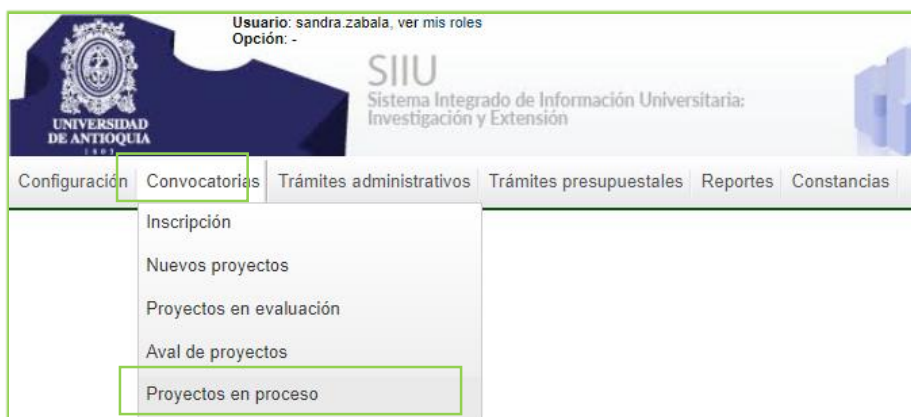 Usuario: sandra.zabala, ver mis roles
Opción: -
SIIU
Sistema Integrado de Información Universitaria:
Investigación y Extensión
UNIVERSIDAD
DE ANTIOQUIA
1803
Configuración Convocatorias Trámites administrativos Trámites presupuestales Reportes Constancias
Inscripción
Nuevos proyectos
Proyectos en evaluación
Aval de proyectos
Proyectos en proceso